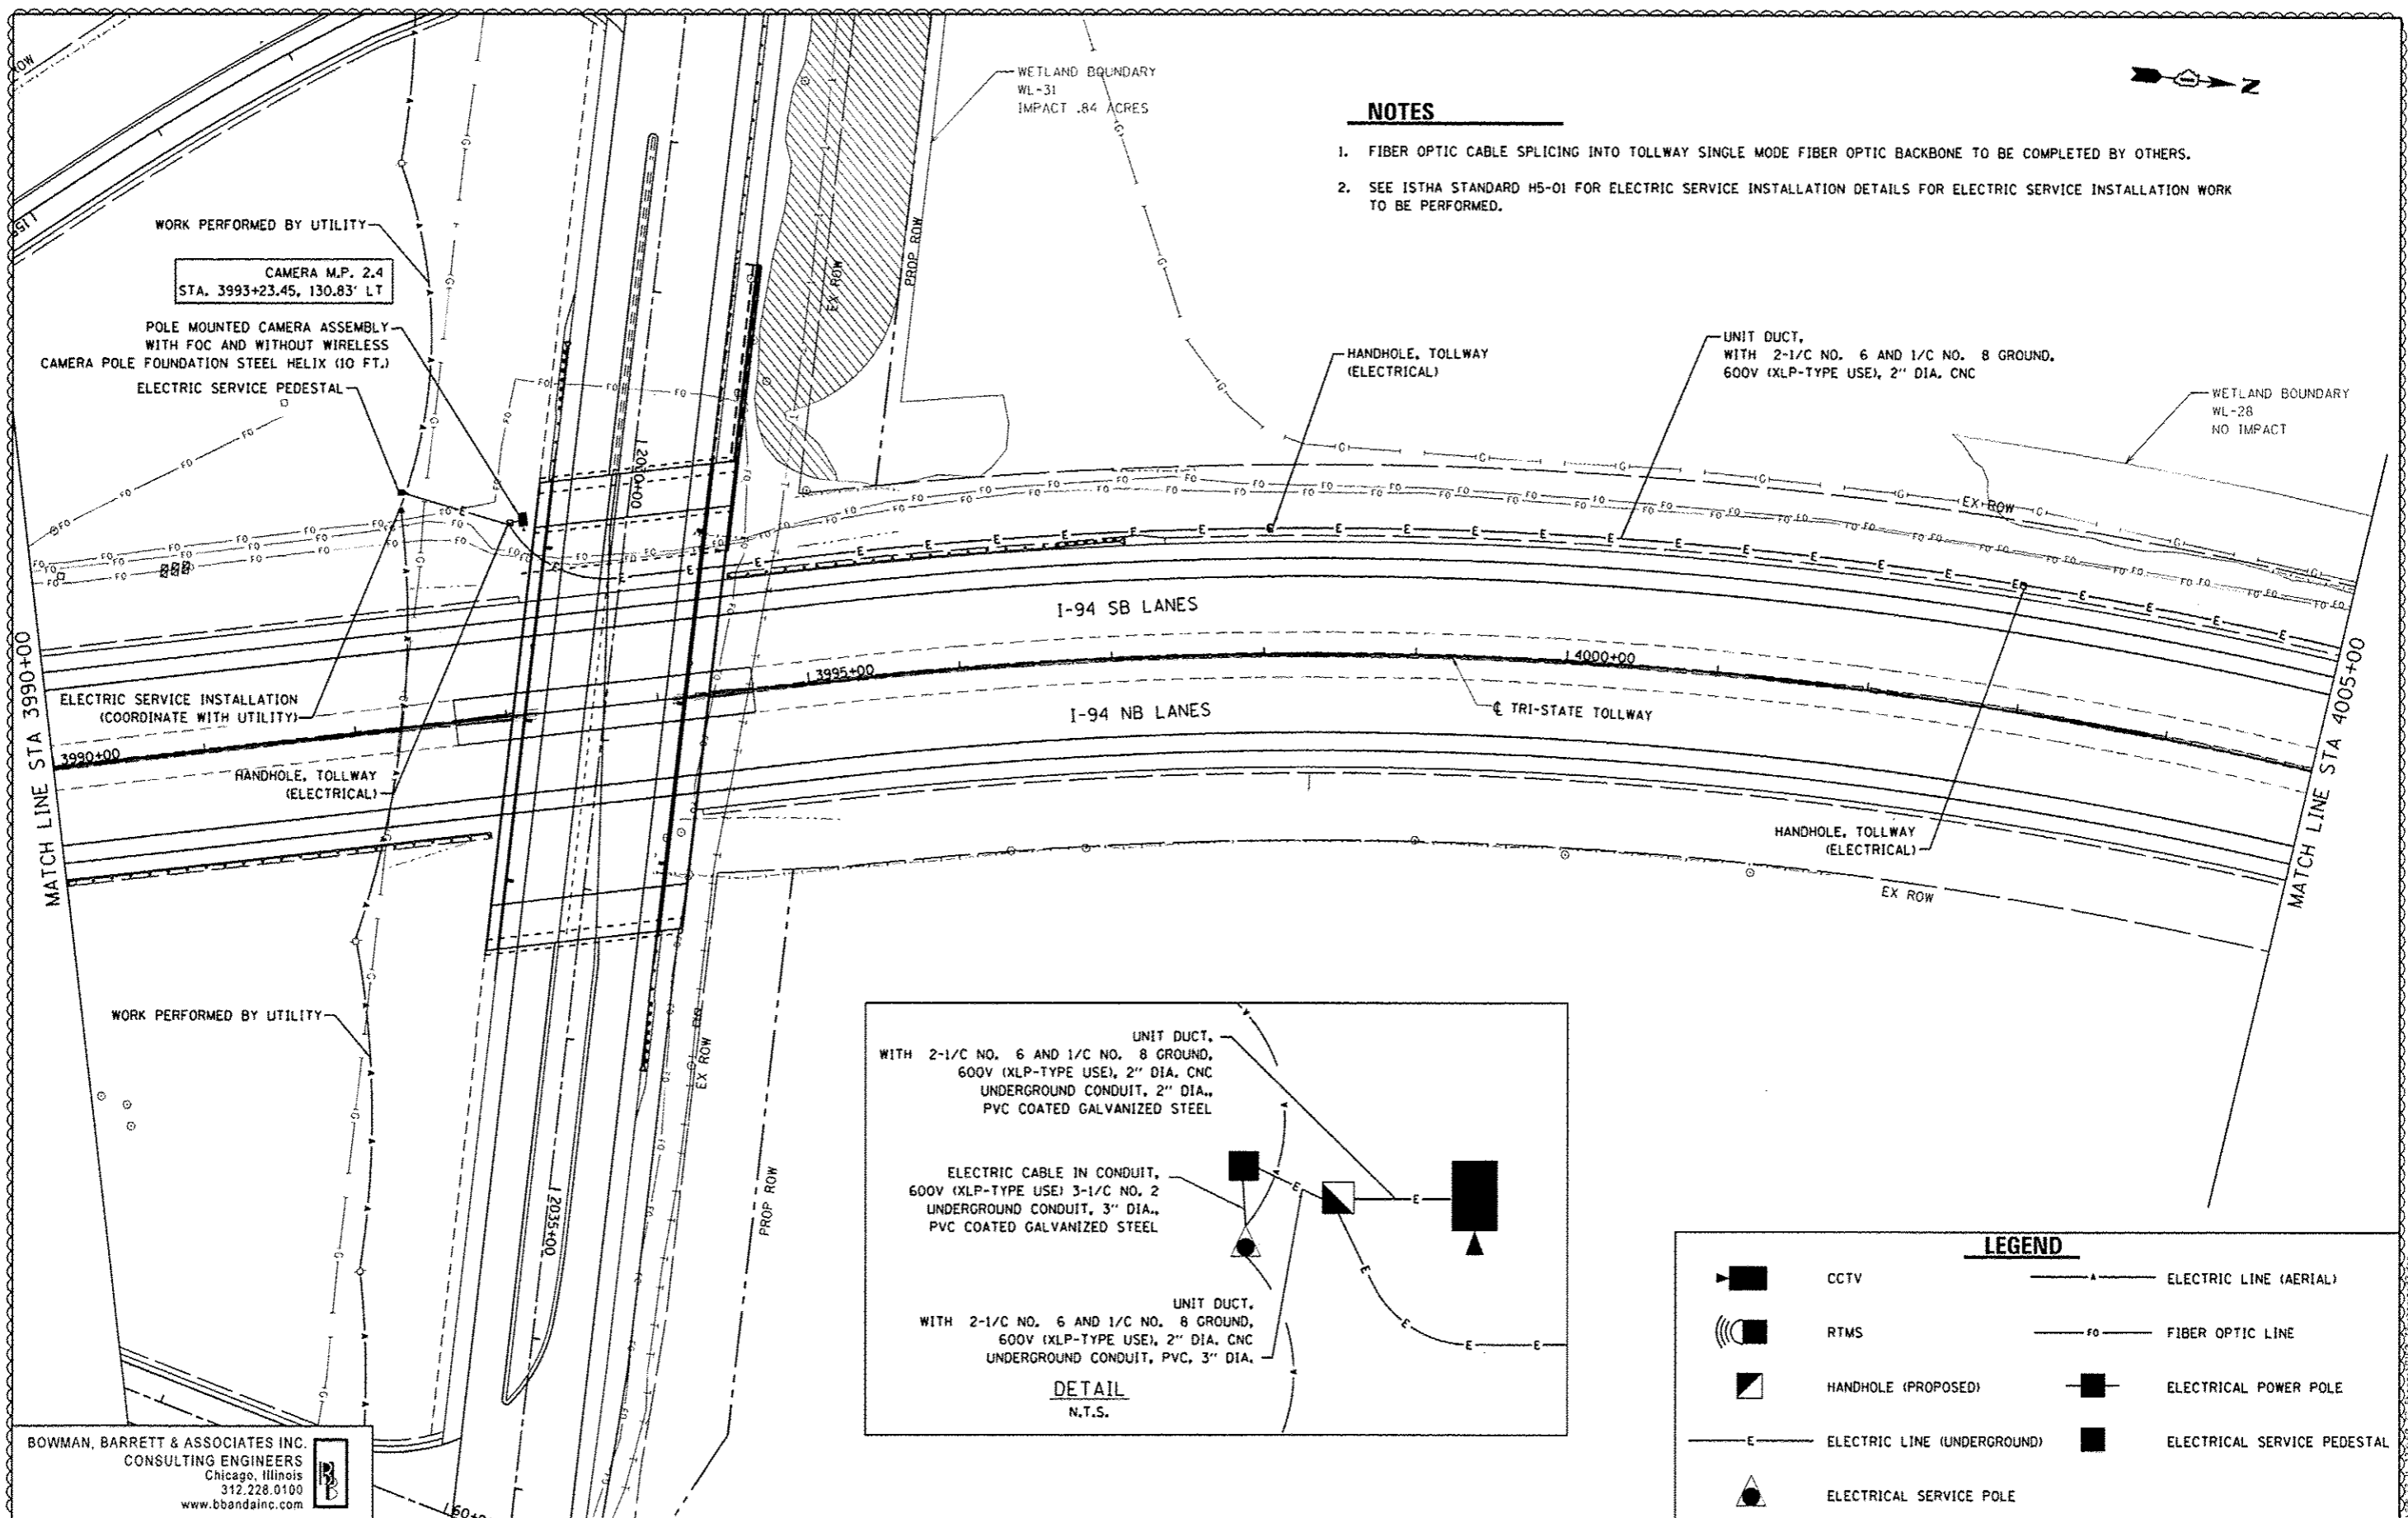 WETLAND BOUNDARY
WL-31
IMPACT .84 ACRES
Z
NOTES
1. FIBER OPTIC CABLE SPLICING INTO TOLLWAY SINGLE MODE FIBER OPTIC BACKBONE TO BE COMPLETED BY OTHERS.
2. SEE ISTHA STANDARD H5-01 FOR ELECTRIC SERVICE INSTALLATION DETAILS FOR ELECTRIC SERVICE INSTALLATION WORK
TO BE PERFORMED.
ROW
WORK PERFORMED BY UTILITY
CAMERA M.P. 2.4
STA. 3993+23.45, 130.83' LT
POLE MOUNTED CAMERA ASSEMBLY
WITH FOC AND WITHOUT WIRELESS
CAMERA POLE FOUNDATION STEEL HELIX (10 FT.)
ELECTRIC SERVICE PEDESTAL
EX ROW
PROP ROW
HANDHOLE, TOLLWAY
(ELECTRICAL)
UNIT DUCT,
WITH 2-1/C NO. 6 AND 1/C NO. 8 GROUND,
600V (XLP-TYPE USE), 2" DIA. CNC
WETLAND BOUNDARY
WL-28
NO IMPACT
EX ROW
2030+00
I-94 SB LANES
3995+00
4000+00
I-94 NB LANES
℄ TRI-STATE TOLLWAY
MATCH LINE STA 3990+00
3990+00
MATCH LINE STA 4005+00
ELECTRIC SERVICE INSTALLATION
(COORDINATE WITH UTILITY)
HANDHOLE, TOLLWAY
(ELECTRICAL)
HANDHOLE, TOLLWAY
(ELECTRICAL)
EX ROW
WORK PERFORMED BY UTILITY
EX ROW
PROP ROW
2035+00
UNIT DUCT,
WITH 2-1/C NO. 6 AND 1/C NO. 8 GROUND,
600V (XLP-TYPE USE), 2" DIA. CNC
UNDERGROUND CONDUIT, 2" DIA.,
PVC COATED GALVANIZED STEEL
ELECTRIC CABLE IN CONDUIT,
600V (XLP-TYPE USE) 3-1/C NO. 2
UNDERGROUND CONDUIT, 3" DIA.,
PVC COATED GALVANIZED STEEL
UNIT DUCT,
WITH 2-1/C NO. 6 AND 1/C NO. 8 GROUND,
600V (XLP-TYPE USE), 2" DIA. CNC
UNDERGROUND CONDUIT, PVC, 3" DIA.
DETAIL
N.T.S.
LEGEND
CCTV
A ELECTRIC LINE (AERIAL)
RTMS
FO FIBER OPTIC LINE
HANDHOLE (PROPOSED)
ELECTRICAL POWER POLE
E ELECTRIC LINE (UNDERGROUND)
ELECTRICAL SERVICE PEDESTAL
ELECTRICAL SERVICE POLE
BOWMAN, BARRETT & ASSOCIATES INC.
CONSULTING ENGINEERS
Chicago, Illinois
312.228.0100
www.bbandainc.com